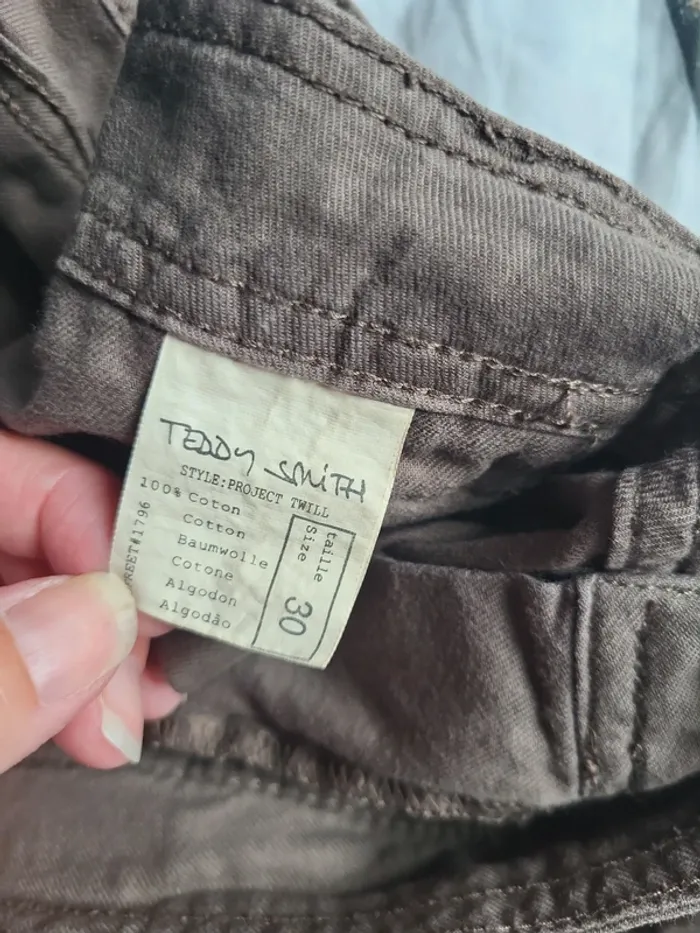 TEDDY SMITH
STYLE:PROJECT TWILL
100% Coton
Cotton
Baumwolle
Cotone
Algodon
Algodão
taille
Size
30